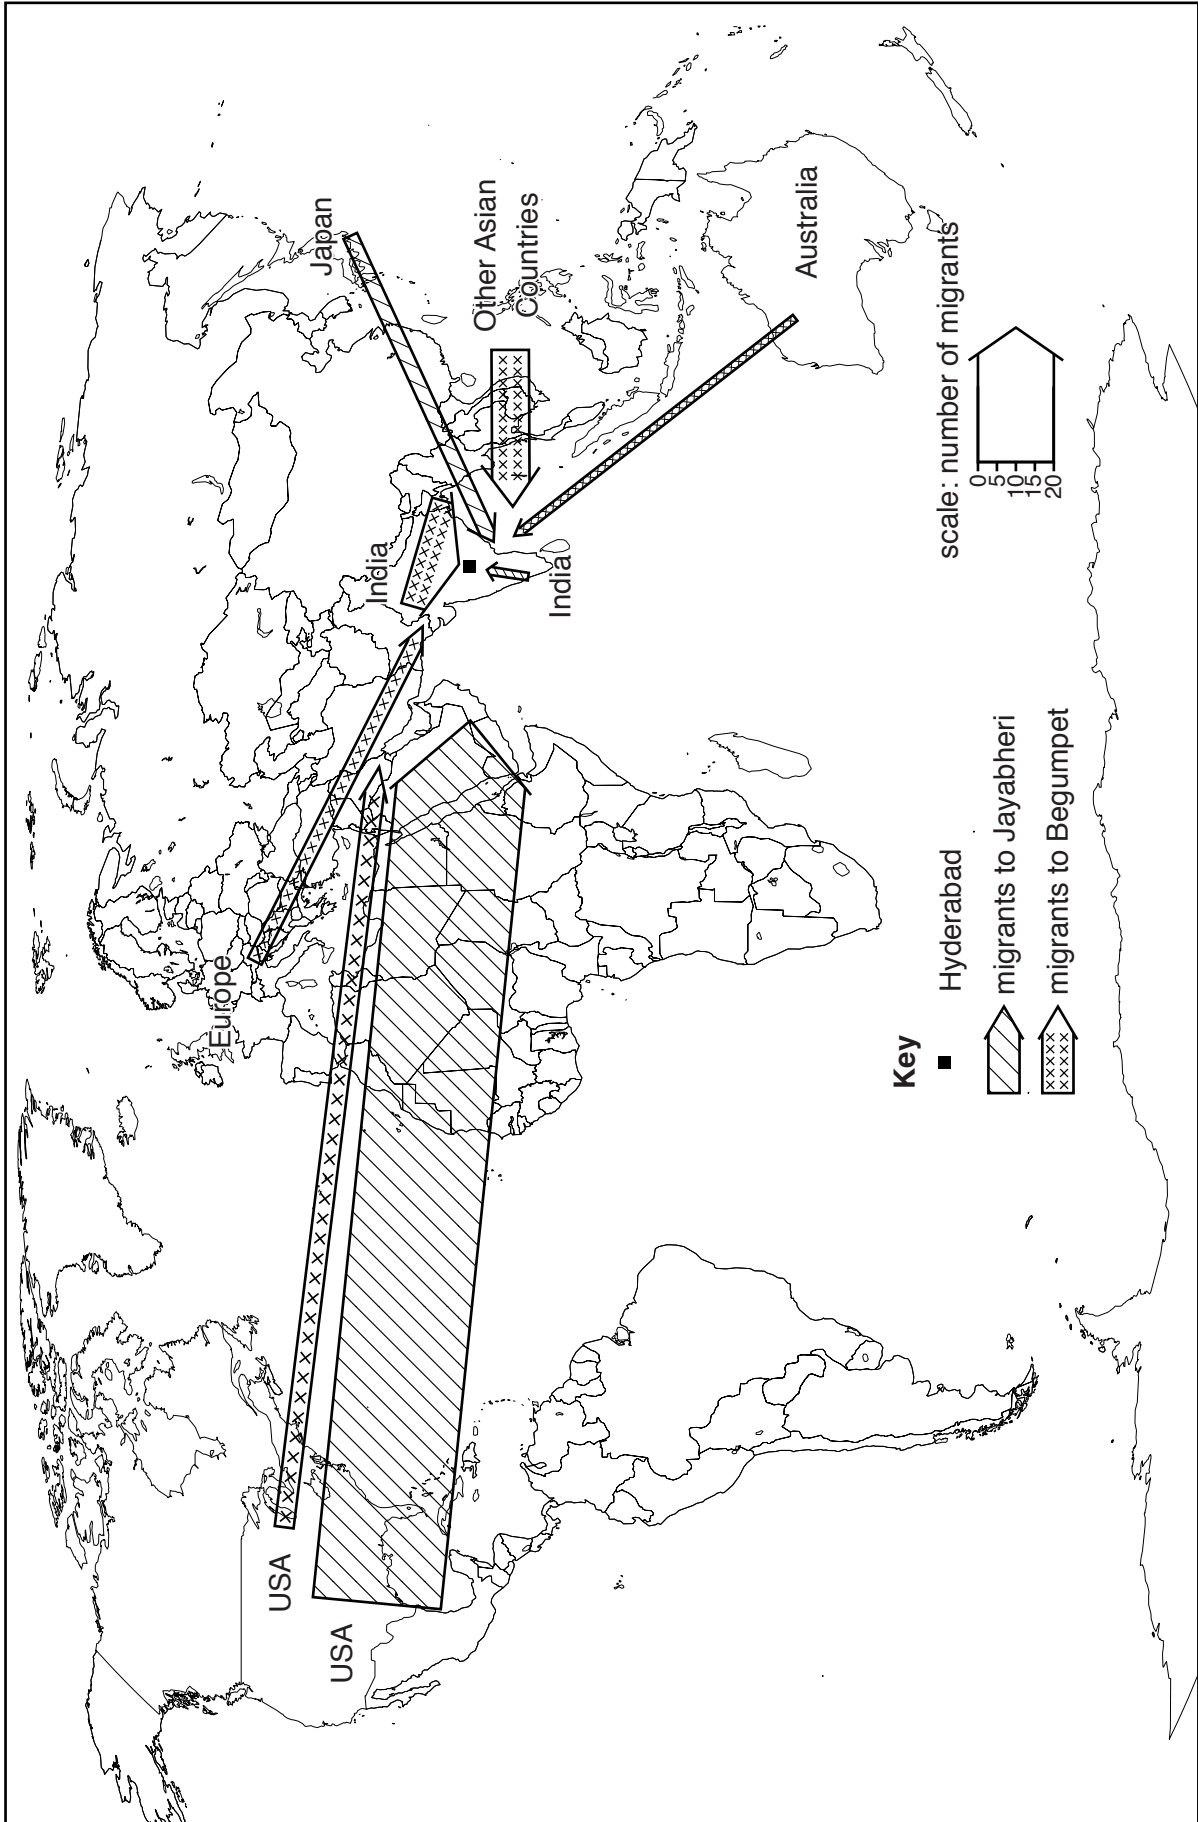 USA
USA
Europe
India
India
Japan
Other Asian
Countries
Australia
Key
Hyderabad
migrants to Jayabheri
migrants to Begumpet
scale: number of migrants
0
5
10
15
20